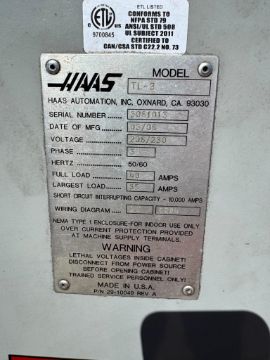 ETL LISTED
CONFORMS TO
NFPA STD 79
ANSI/UL STD 508
UL SUBJECT 2011
CERTIFIED TO
CAN/CSA STD C22.2 NO. 73
9700845
MODEL
HAAS TL-3
HAAS AUTOMATION, INC. OXNARD, CA. 93030
SERIAL NUMBER
DATE OF MFG.
VOLTAGE 208/230
PHASE
HERTZ 50/60
FULL LOAD 40 AMPS
LARGEST LOAD AMPS
SHORT CIRCUIT INTERRUPTING CAPACITY - 10,000 AMPS
WIRING DIAGRAM
NEMA TYPE 1 ENCLOSURE-FOR INDOOR USE ONLY
OVER CURRENT PROTECTION PROVIDED
AT MACHINE SUPPLY TERMINALS.
WARNING
LETHAL VOLTAGES INSIDE CABINET!
DISCONNECT FROM POWER SOURCE
BEFORE OPENING CABINET!
TRAINED SERVICE PERSONNEL ONLY!
MADE IN U.S.A.
P/N 29-10049 REV A